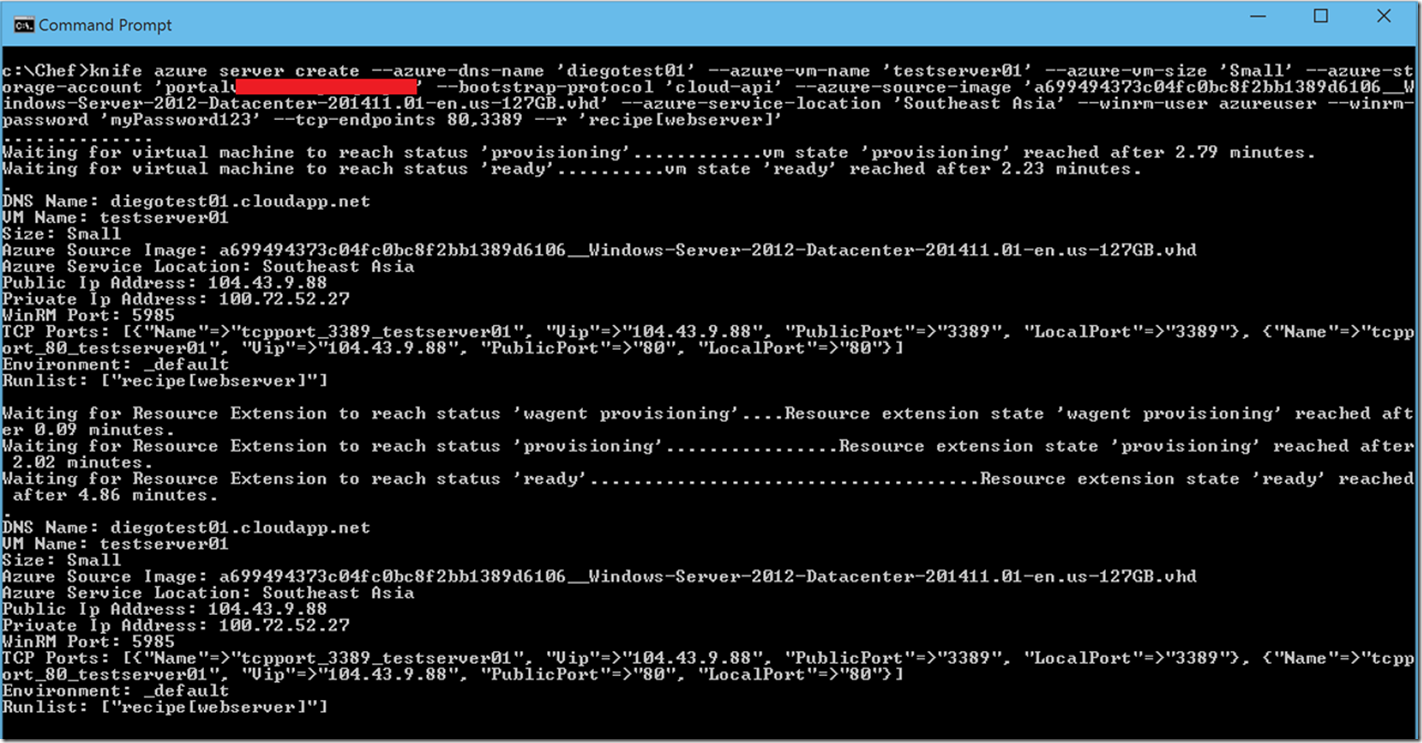 Command Prompt
c:\Chef>knife azure server create --azure-dns-name 'diegotest01' --azure-vm-name 'testserver01' --azure-vm-size 'Small' --azure-st
orage-account 'portalv' --bootstrap-protocol 'cloud-api' --azure-source-image 'a699494373c04fc0bc8f2bb1389d6106__W
indows-Server-2012-Datacenter-201411.01-en.us-127GB.vhd' --azure-service-location 'Southeast Asia' --winrm-user azureuser --winrm-
password 'myPassword123' --tcp-endpoints 80,3389 --r 'recipe[webserver]'
..............
Waiting for virtual machine to reach status 'provisioning'............vm state 'provisioning' reached after 2.79 minutes.
Waiting for virtual machine to reach status 'ready'..........vm state 'ready' reached after 2.23 minutes.
.
DNS Name: diegotest01.cloudapp.net
VM Name: testserver01
Size: Small
Azure Source Image: a699494373c04fc0bc8f2bb1389d6106__Windows-Server-2012-Datacenter-201411.01-en.us-127GB.vhd
Azure Service Location: Southeast Asia
Public Ip Address: 104.43.9.88
Private Ip Address: 100.72.52.27
WinRM Port: 5985
TCP Ports: [{"Name"=>"tcpport_3389_testserver01", "Vip"=>"104.43.9.88", "PublicPort"=>"3389", "LocalPort"=>"3389"}, {"Name"=>"tcpp
ort_80_testserver01", "Vip"=>"104.43.9.88", "PublicPort"=>"80", "LocalPort"=>"80"}]
Environment: _default
Runlist: ["recipe[webserver]"]
Waiting for Resource Extension to reach status 'wagent provisioning'....Resource extension state 'wagent provisioning' reached aft
er 0.09 minutes.
Waiting for Resource Extension to reach status 'provisioning'................Resource extension state 'provisioning' reached after
2.02 minutes.
Waiting for Resource Extension to reach status 'ready'....................................Resource extension state 'ready' reached
after 4.86 minutes.
.
DNS Name: diegotest01.cloudapp.net
VM Name: testserver01
Size: Small
Azure Source Image: a699494373c04fc0bc8f2bb1389d6106__Windows-Server-2012-Datacenter-201411.01-en.us-127GB.vhd
Azure Service Location: Southeast Asia
Public Ip Address: 104.43.9.88
Private Ip Address: 100.72.52.27
WinRM Port: 5985
TCP Ports: [{"Name"=>"tcpport_3389_testserver01", "Vip"=>"104.43.9.88", "PublicPort"=>"3389", "LocalPort"=>"3389"}, {"Name"=>"tcpp
ort_80_testserver01", "Vip"=>"104.43.9.88", "PublicPort"=>"80", "LocalPort"=>"80"}]
Environment: _default
Runlist: ["recipe[webserver]"]